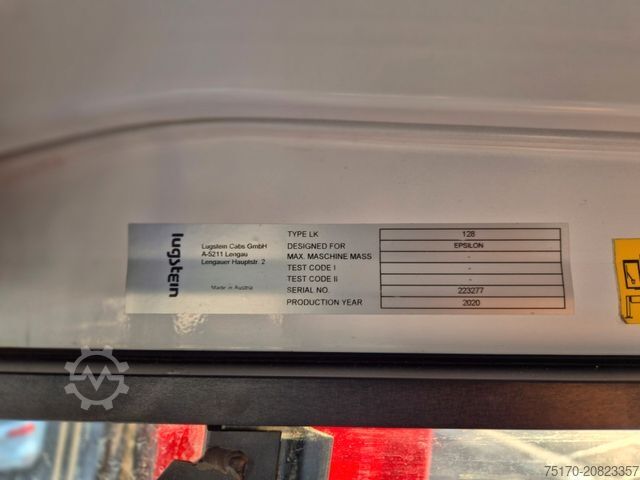 lugstein
Lugstein Cabs GmbH
A-5211 Lengau
Lengauer Hauptstr. 2
Made in Austria
TYPE LK 128
DESIGNED FOR EPSILON
MAX. MASCHINE MASS -
TEST CODE I -
TEST CODE II -
SERIAL NO. 223277
PRODUCTION YEAR 2020
75170-20823357